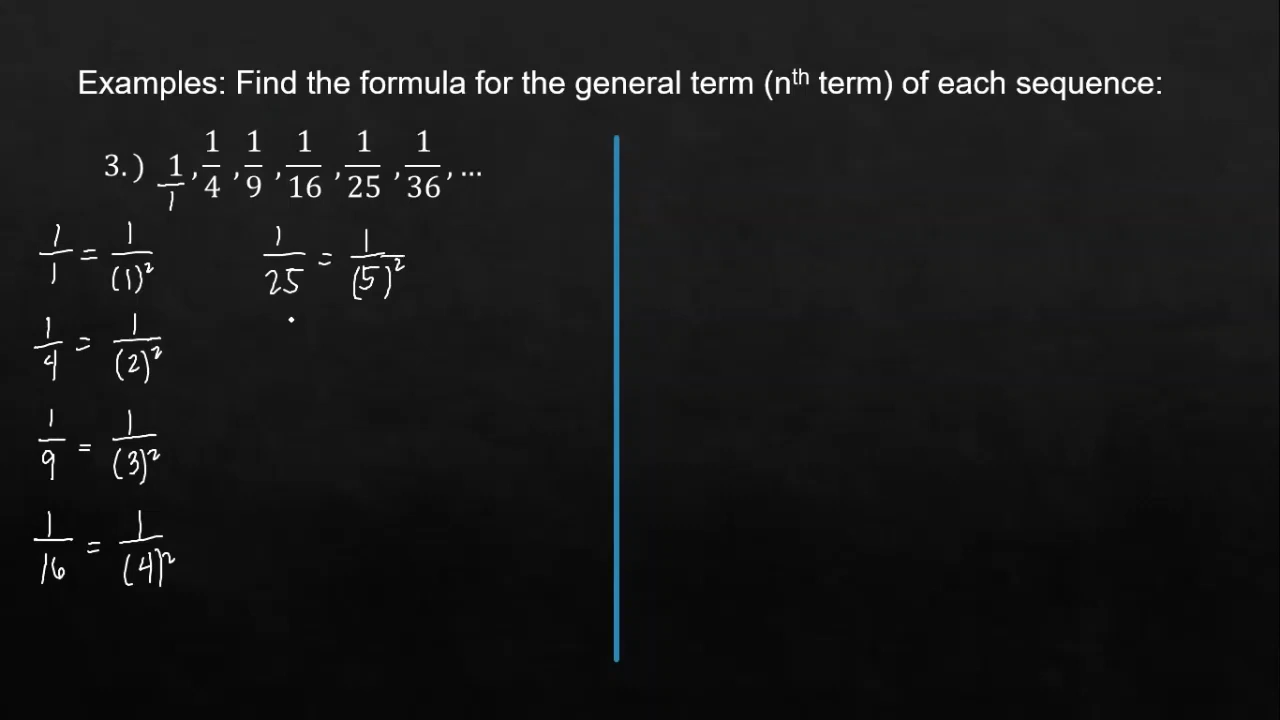 Examples: Find the formula for the general term (nth term) of each sequence:
3.) 1/1, 1/4, 1/9, 1/16, 1/25, 1/36, ...
1/1 = 1/(1)²
1/4 = 1/(2)²
1/9 = 1/(3)²
1/16 = 1/(4)²
1/25 = 1/(5)²